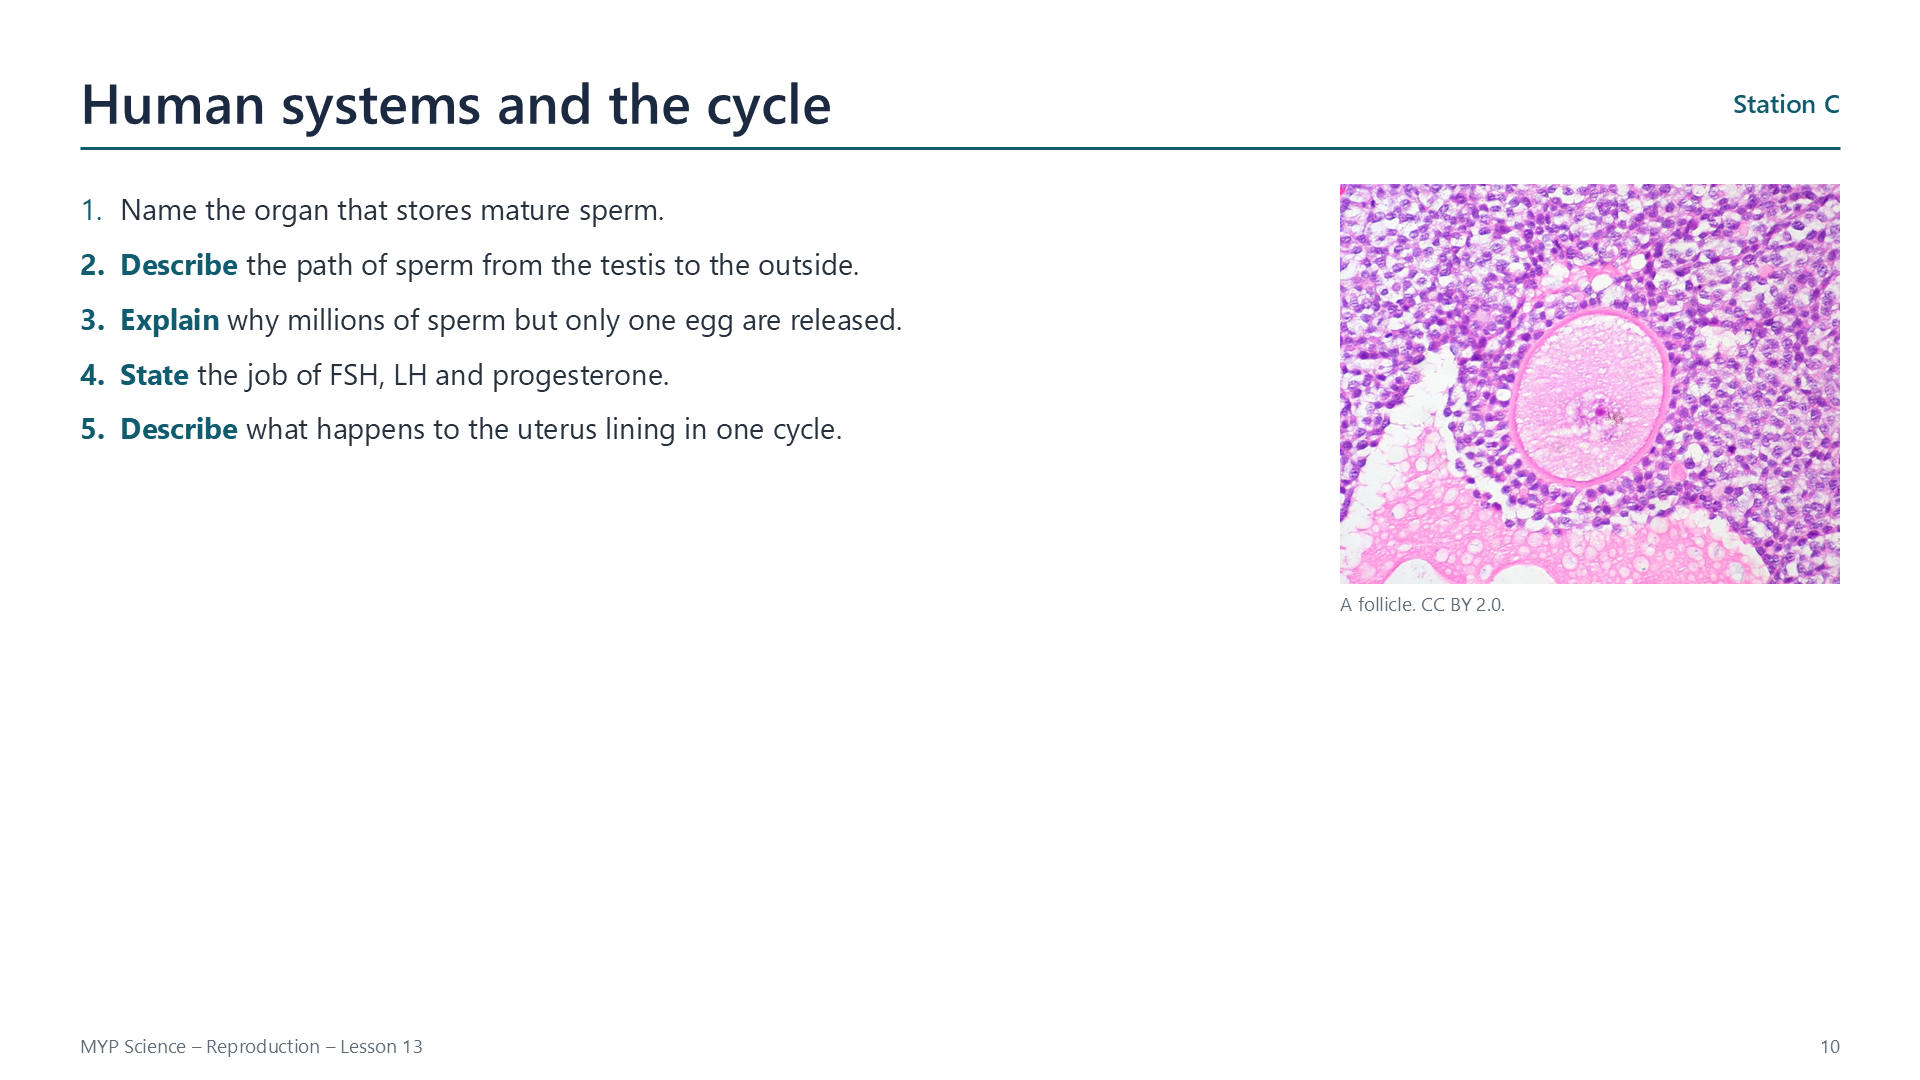 Human systems and the cycle
Station C
1. Name the organ that stores mature sperm.
2. Describe the path of sperm from the testis to the outside.
3. Explain why millions of sperm but only one egg are released.
4. State the job of FSH, LH and progesterone.
5. Describe what happens to the uterus lining in one cycle.
A follicle. CC BY 2.0.
MYP Science – Reproduction – Lesson 13
10